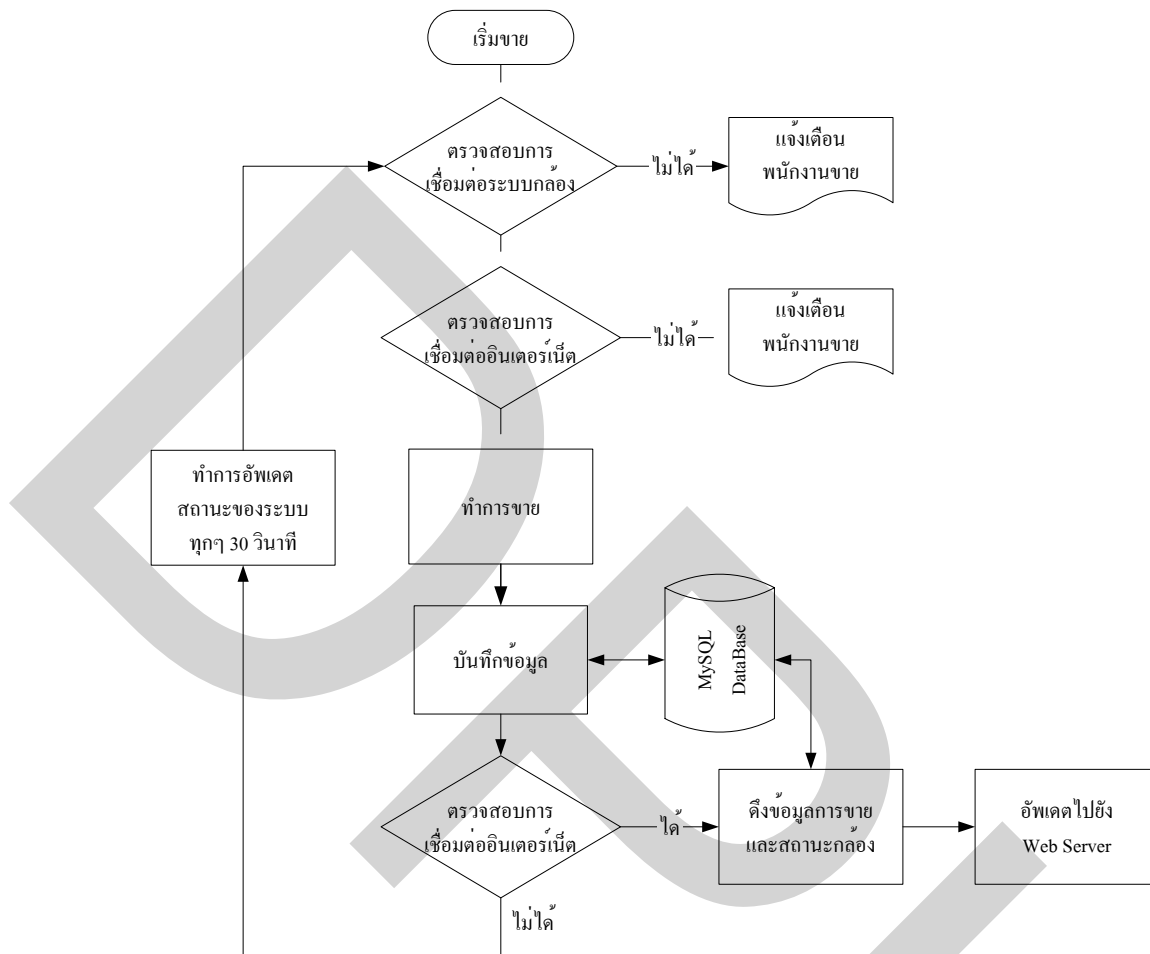 เริ่มขาย
ตรวจสอบการ
เชื่อมต่อระบบกล้อง
ไม่ได้
แจ้งเตือน
พนักงานขาย
ตรวจสอบการ
เชื่อมต่ออินเตอร์เน็ต
ไม่ได้
แจ้งเตือน
พนักงานขาย
ทำการอัพเดต
สถานะของระบบ
ทุกๆ 30 วินาที
ทำการขาย
บันทึกข้อมูล
MySQL
DataBase
ตรวจสอบการ
เชื่อมต่ออินเตอร์เน็ต
ได้
ดึงข้อมูลการขาย
และสถานะกล้อง
อัพเดตไปยัง
Web Server
ไม่ได้